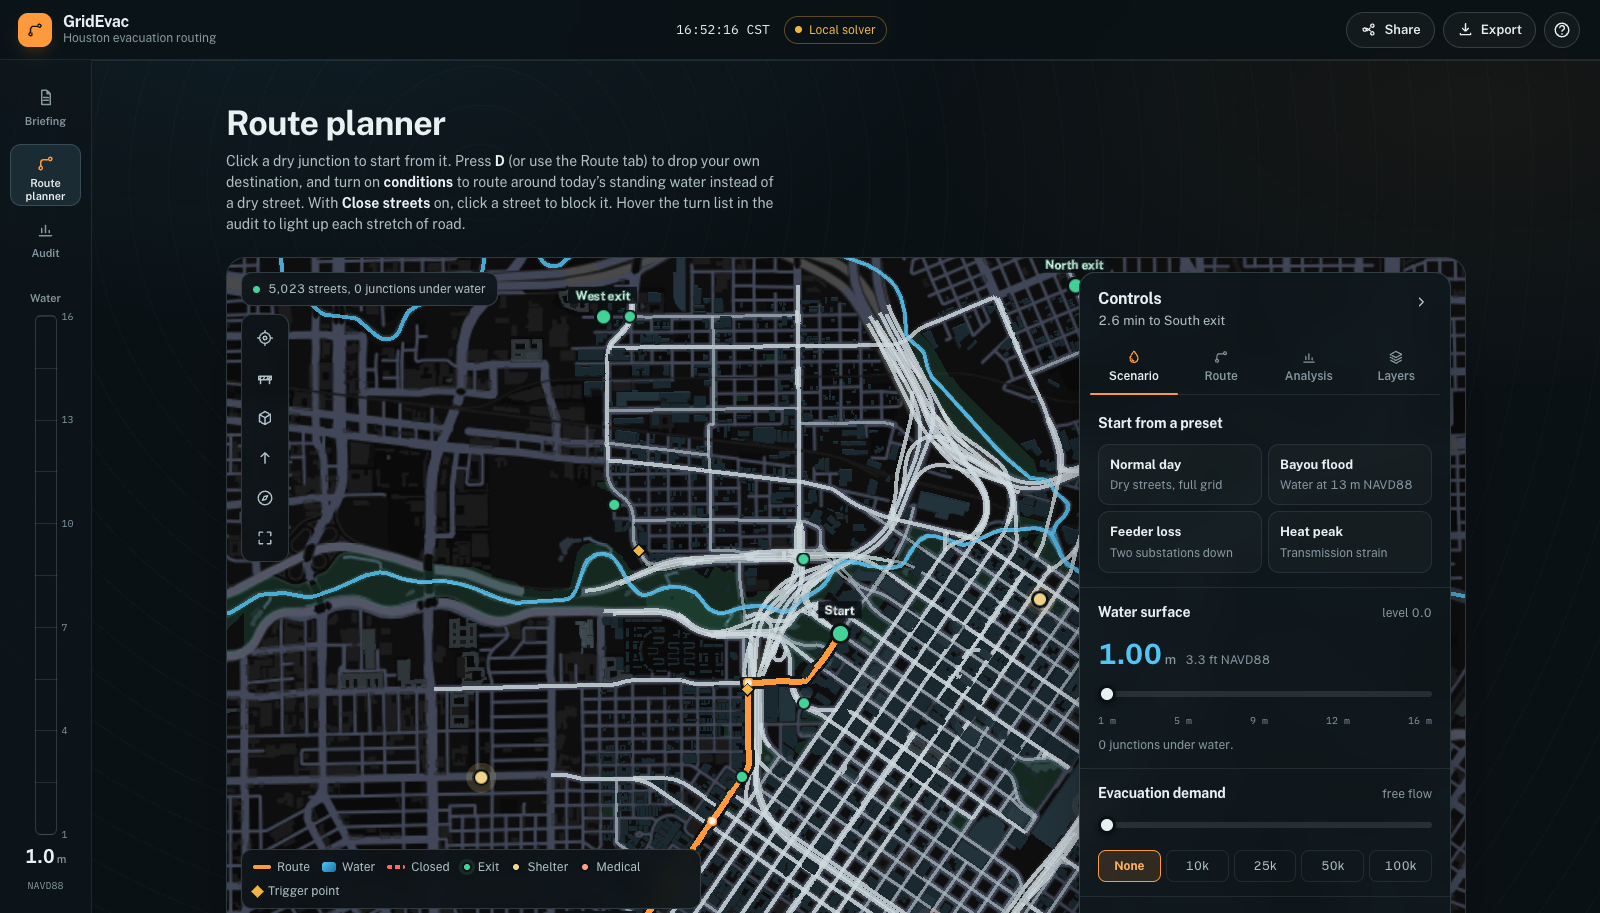 GridEvac
Houston evacuation routing
16:52:16 CST
Local solver
Share
Export
Briefing
Route
planner
Audit
Water
16
13
10
7
4
1
1.0 m
NAVD88
Route planner
Click a dry junction to start from it. Press D (or use the Route tab) to drop your own
destination, and turn on conditions to route around today's standing water instead of
a dry street. With Close streets on, click a street to block it. Hover the turn list in the
audit to light up each stretch of road.
5,023 streets, 0 junctions under water
West exit
North exit
Start
Route
Water
Closed
Exit
Shelter
Medical
Trigger point
Controls
2.6 min to South exit
Scenario
Route
Analysis
Layers
Start from a preset
Normal day
Dry streets, full grid
Bayou flood
Water at 13 m NAVD88
Feeder loss
Two substations down
Heat peak
Transmission strain
Water surface
level 0.0
1.00 m 3.3 ft NAVD88
1 m 5 m 9 m 12 m 16 m
0 junctions under water.
Evacuation demand
free flow
None
10k
25k
50k
100k